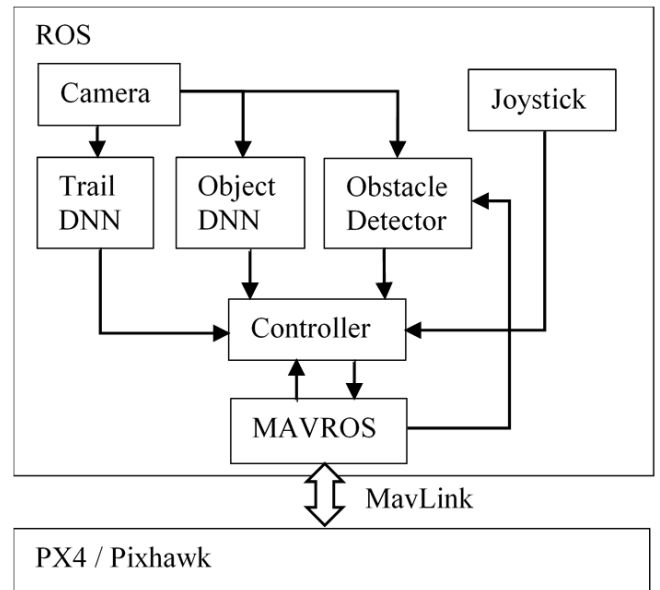 ROS
Camera
Joystick
Trail
DNN
Object
DNN
Obstacle
Detector
Controller
MAVROS
MavLink
PX4 / Pixhawk